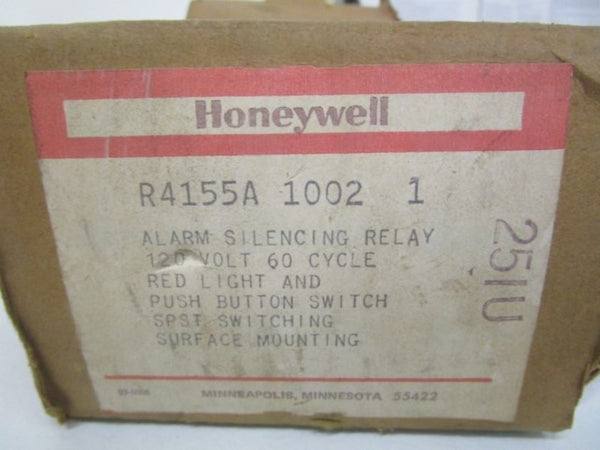 Honeywell
R4155A 1002 1
ALARM SILENCING RELAY
120 VOLT 60 CYCLE
RED LIGHT AND
PUSH BUTTON SWITCH
SPST SWITCHING
SURFACE MOUNTING
251U
MINNEAPOLIS, MINNESOTA 55422